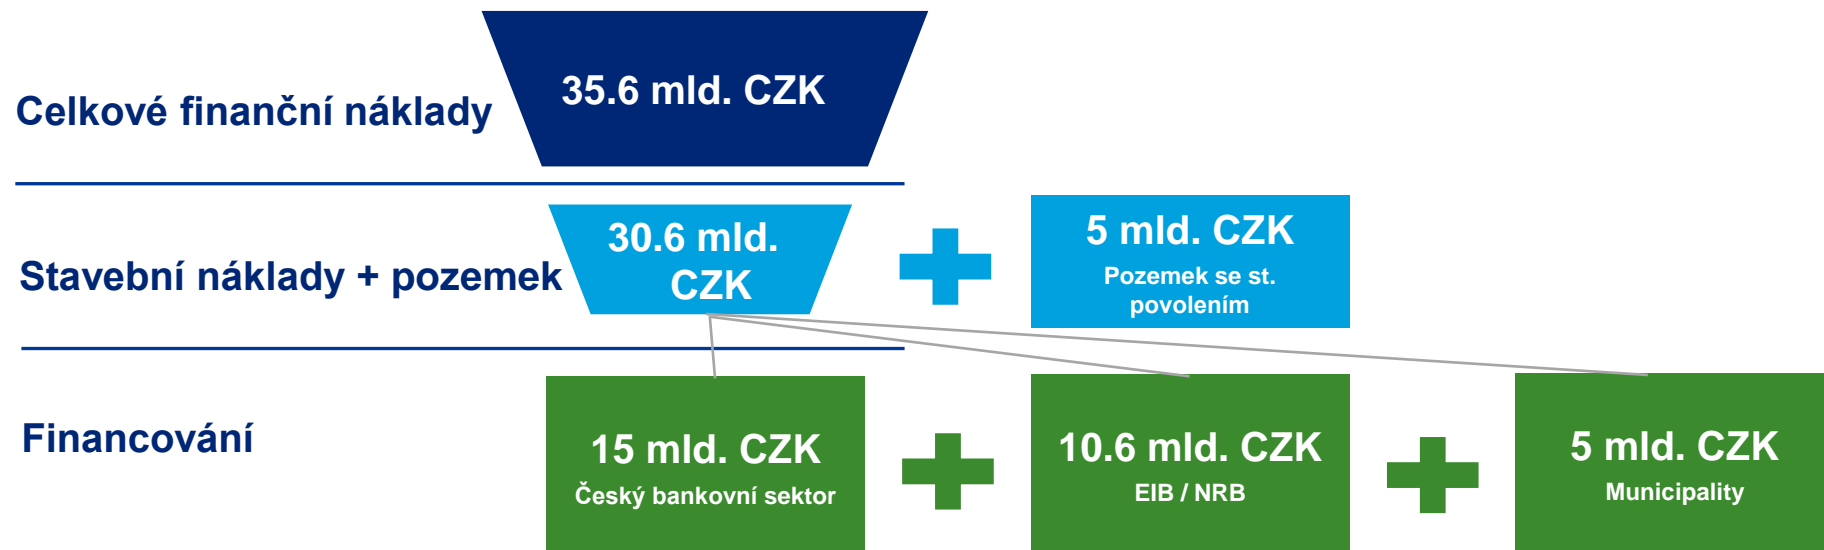 Celkové finanční náklady
35.6 mld. CZK
Stavební náklady + pozemek
30.6 mld.
CZK
5 mld. CZK
Pozemek se st.
povolením
Financování
15 mld. CZK
Český bankovní sektor
10.6 mld. CZK
EIB / NRB
5 mld. CZK
Municipality